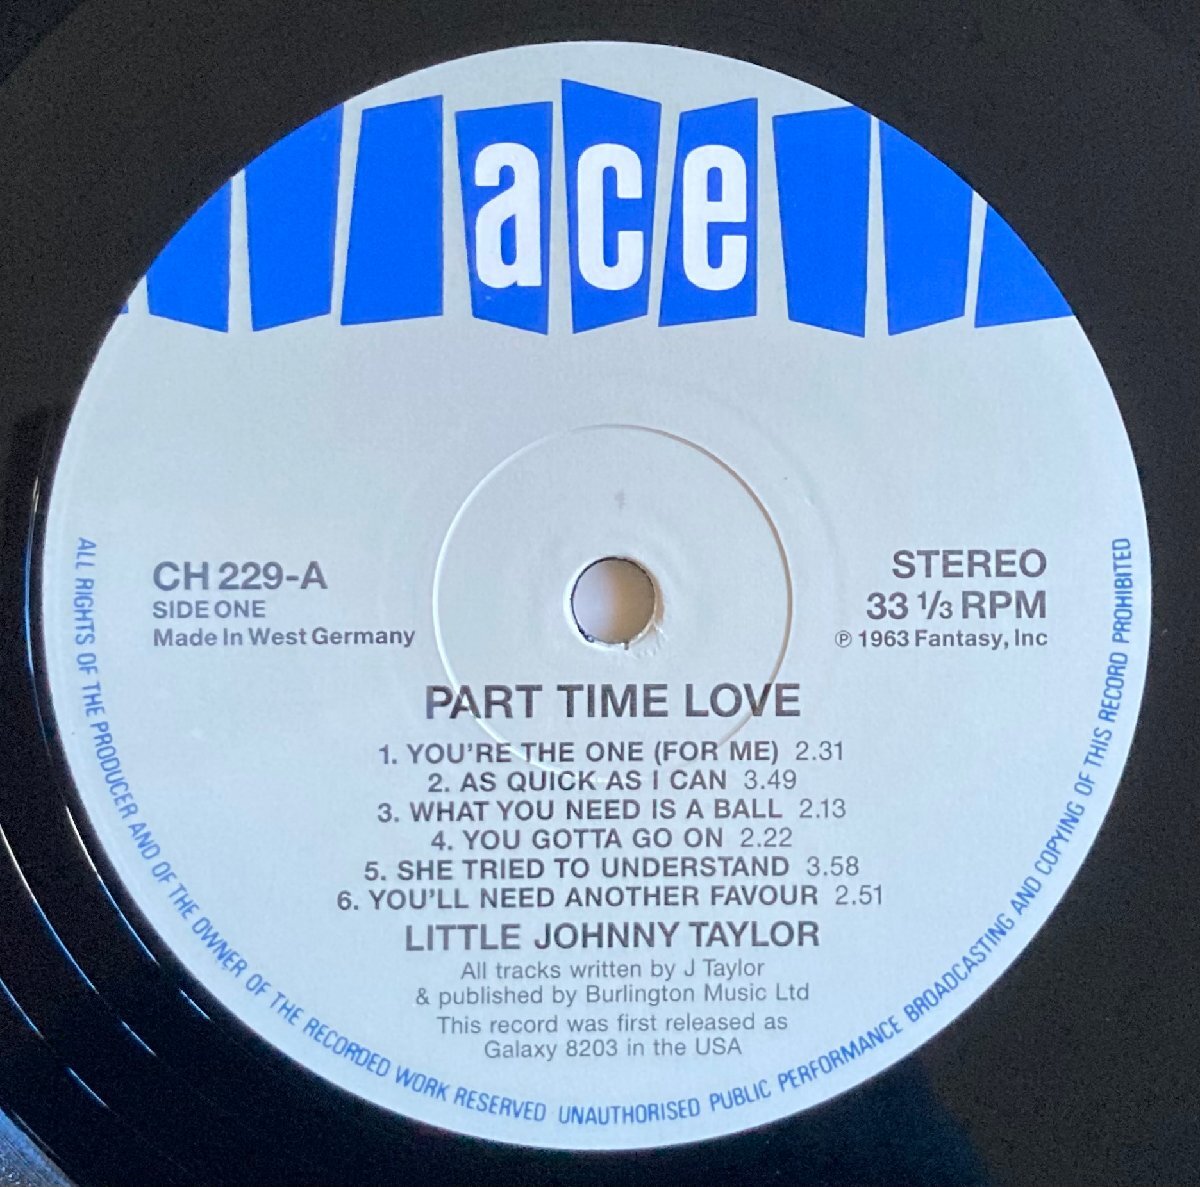 ace
CH 229-A
SIDE ONE
Made In West Germany
STEREO
33 1/3 RPM
℗ 1963 Fantasy, Inc
PART TIME LOVE
1. YOU'RE THE ONE (FOR ME) 2.31
2. AS QUICK AS I CAN 3.49
3. WHAT YOU NEED IS A BALL 2.13
4. YOU GOTTA GO ON 2.22
5. SHE TRIED TO UNDERSTAND 3.58
6. YOU'LL NEED ANOTHER FAVOUR 2.51
LITTLE JOHNNY TAYLOR
All tracks written by J Taylor
& published by Burlington Music Ltd
This record was first released as
Galaxy 8203 in the USA
ALL RIGHTS OF THE PRODUCER AND OF THE OWNER OF THE RECORDED WORK RESERVED UNAUTHORISED PUBLIC PERFORMANCE BROADCASTING AND COPYING OF THIS RECORD PROHIBITED